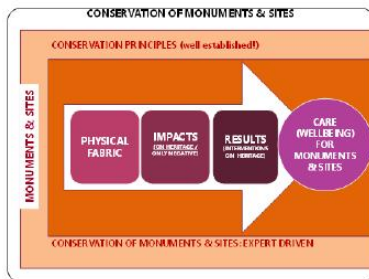 CONSERVATION OF MONUMENTS & SITES
CONSERVATION PRINCIPLES (well established!)
MONUMENTS & SITES
PHYSICAL
FABRIC
IMPACTS
(ON HERITAGE /
ONLY NEGATIVE)
RESULTS
(INTERVENTIONS
ON HERITAGE)
CARE
(WELLBEING)
FOR
MONUMENTS
& SITES
CONSERVATION OF MONUMENTS & SITES: EXPERT DRIVEN